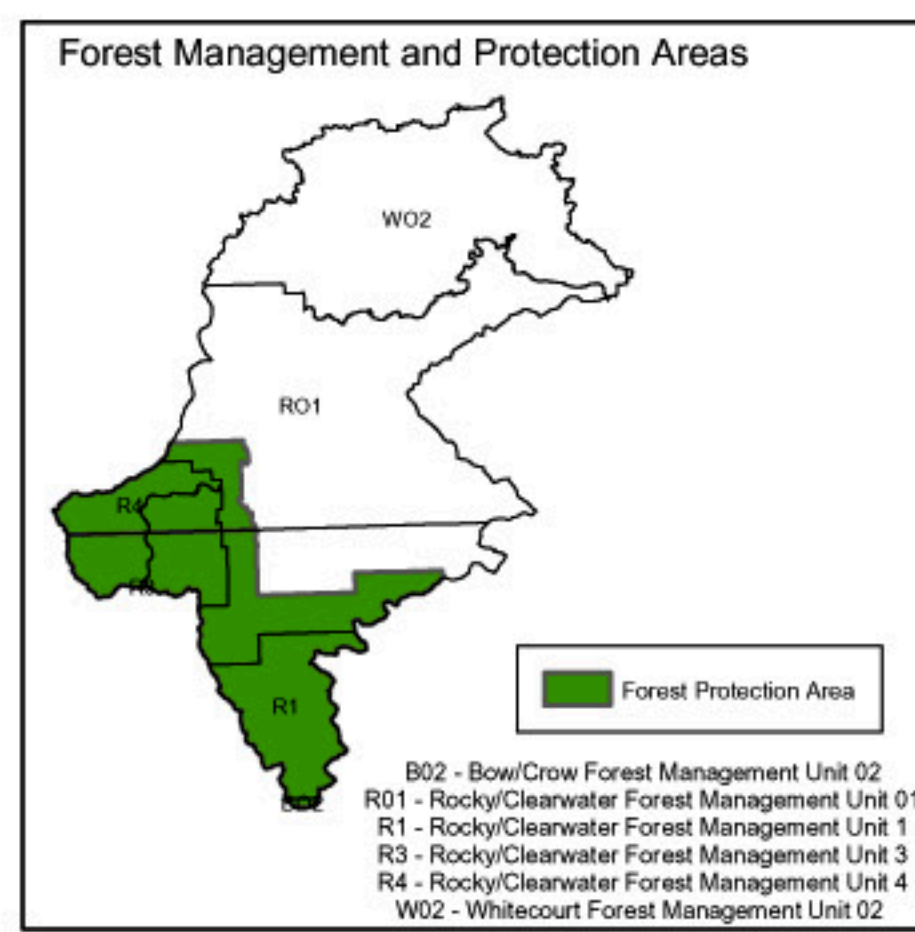 Forest Management and Protection Areas
WO2
RO1
R4
R1
Forest Protection Area
B02 - Bow/Crow Forest Management Unit 02
R01 - Rocky/Clearwater Forest Management Unit 01
R1 - Rocky/Clearwater Forest Management Unit 1
R3 - Rocky/Clearwater Forest Management Unit 3
R4 - Rocky/Clearwater Forest Management Unit 4
W02 - Whitecourt Forest Management Unit 02